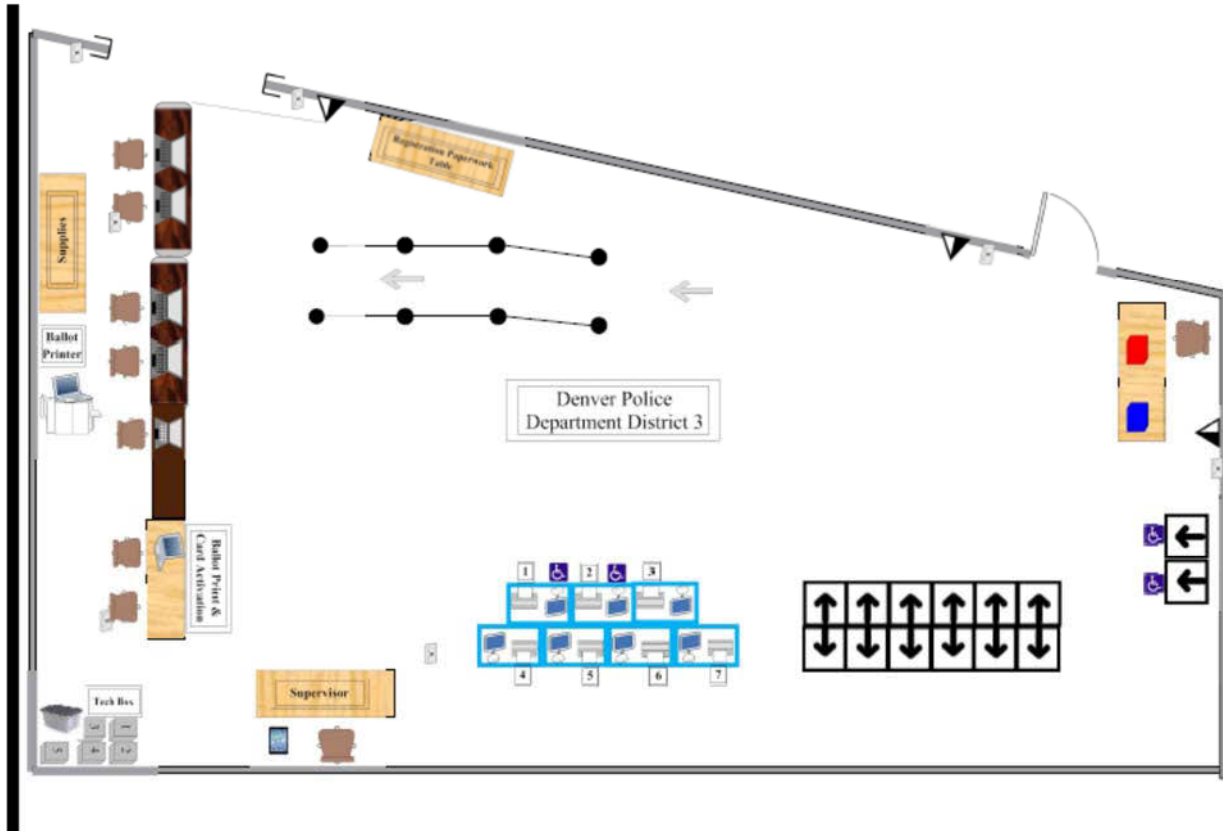 Registration Paperwork
Table
Supplies
Ballot
Printer
Denver Police
Department District 3
Ballot Print &
Card Activation
1
2
3
4
5
6
7
Supervisor
Tech Box